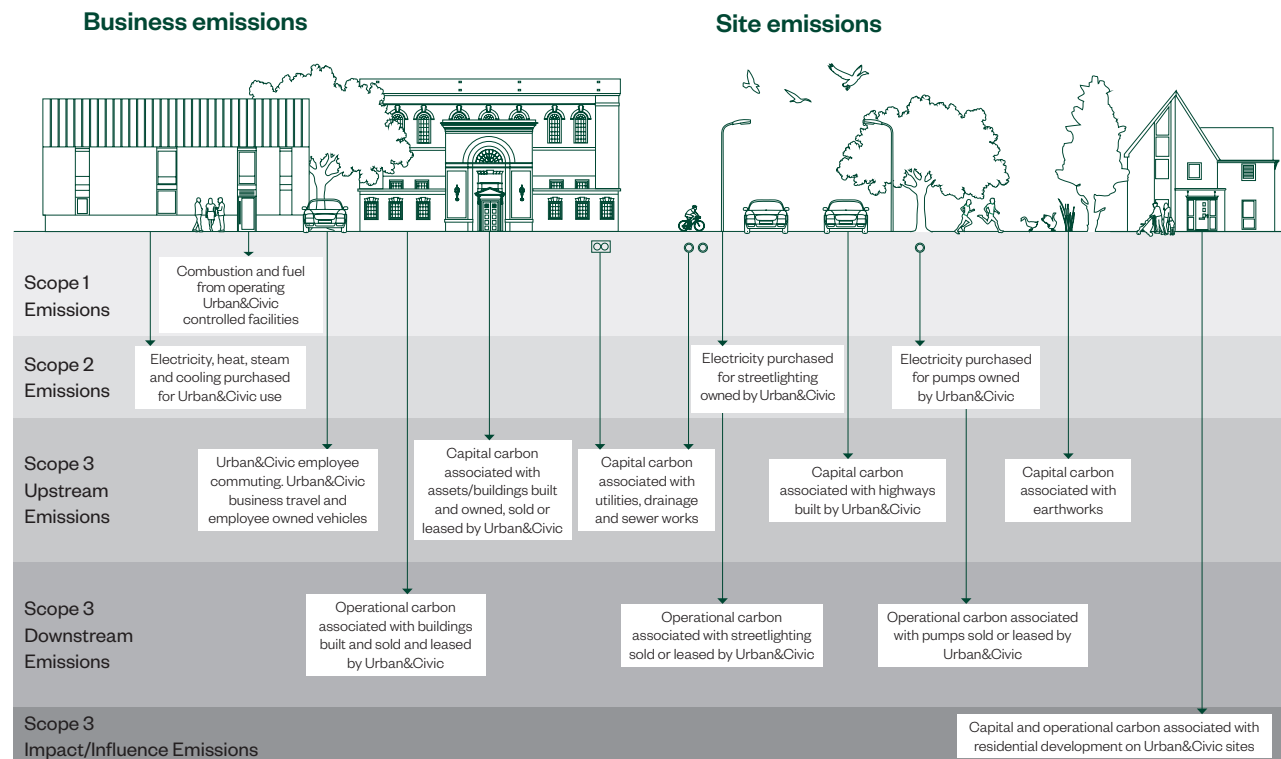 Business emissions
Site emissions
Scope 1
Emissions
Combustion and fuel
from operating
Urban&Civic
controlled facilities
Scope 2
Emissions
Electricity, heat, steam
and cooling purchased
for Urban&Civic use
Electricity purchased
for streetlighting
owned by Urban&Civic
Electricity purchased
for pumps owned
by Urban&Civic
Scope 3
Upstream
Emissions
Urban&Civic employee
commuting. Urban&Civic
business travel and
employee owned vehicles
Capital carbon
associated with
assets/buildings built
and owned, sold or
leased by Urban&Civic
Capital carbon
associated with
utilities, drainage
and sewer works
Capital carbon
associated with highways
built by Urban&Civic
Capital carbon
associated with
earthworks
Scope 3
Downstream
Emissions
Operational carbon
associated with buildings
built and sold and leased
by Urban&Civic
Operational carbon
associated with streetlighting
sold or leased by Urban&Civic
Operational carbon associated
with pumps sold or leased by
Urban&Civic
Scope 3
Impact/Influence Emissions
Capital and operational carbon associated with
residential development on Urban&Civic sites